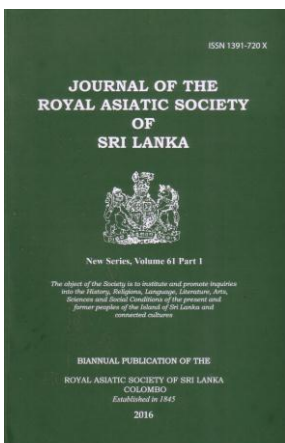 ISSN 1391-720 X
JOURNAL OF THE
ROYAL ASIATIC SOCIETY
OF
SRI LANKA
New Series, Volume 61 Part 1
The object of the Society is to institute and promote inquiries
into the History, Religions, Language, Literature, Arts,
Sciences and Social Conditions of the present and
former peoples of the Island of Sri Lanka and
connected cultures
BIANNUAL PUBLICATION OF THE
ROYAL ASIATIC SOCIETY OF SRI LANKA
COLOMBO
Established in 1845
2016